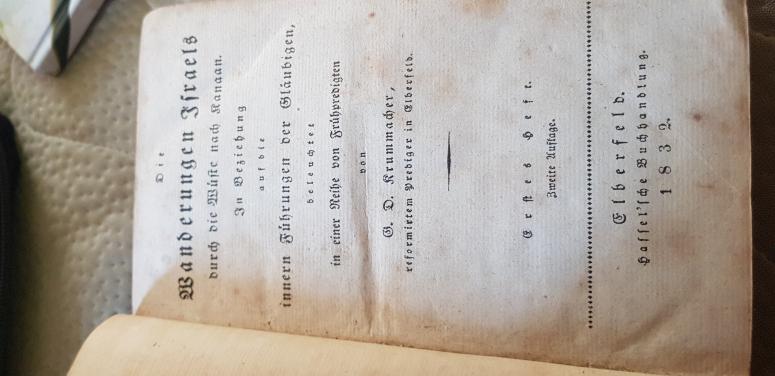 Die
Wanderungen Israels
durch die Wüste nach Kanaan.
In Beziehung
auf die
innern Führungen der Gläubigen,
beleuchtet
in einer Reihe von Frühpredigten
von
G. D. Krummacher,
reformirtem Prediger in Elberfeld.
Erstes Heft.
Zweite Auflage.
Elberfeld.
Hassel'sche Buchhandlung.
1832.